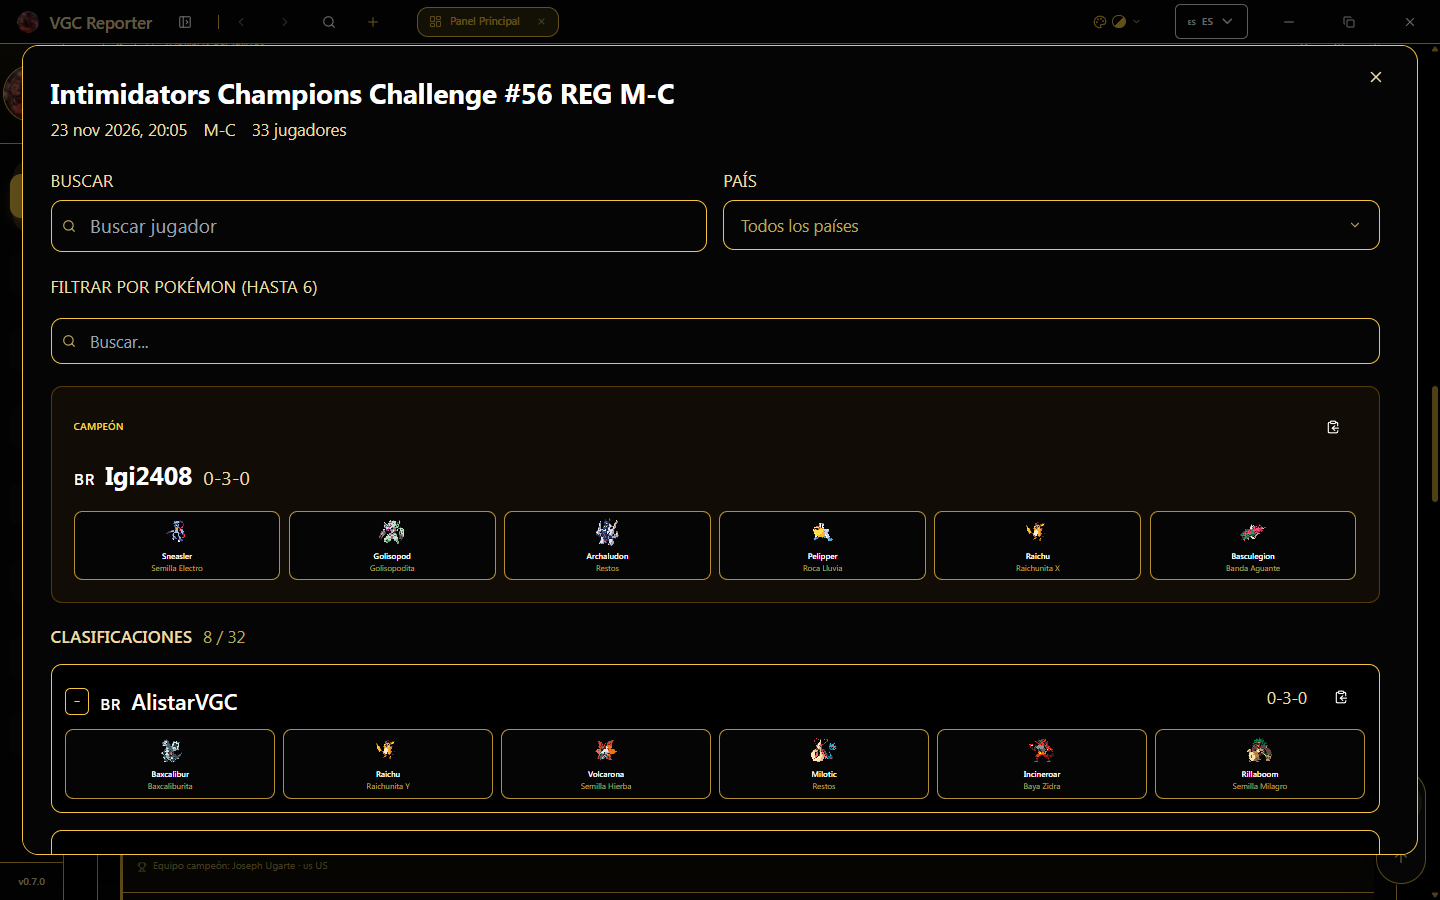 VGC Reporter
Panel Principal
ES ES
Intimidators Champions Challenge #56 REG M-C
23 nov 2026, 20:05 M-C 33 jugadores
BUSCAR
PAÍS
Buscar jugador
Todos los países
FILTRAR POR POKÉMON (HASTA 6)
Buscar...
CAMPEÓN
BR Igi2408 0-3-0
Sneasler
Semilla Electro
Golisopod
Golisopodita
Archaludon
Restos
Pelipper
Roca Lluvia
Raichu
Raichunita X
Basculegion
Banda Aguante
CLASIFICACIONES 8 / 32
- BR AlistarVGC 0-3-0
Baxcalibur
Baxcaliburita
Raichu
Raichunita Y
Volcarona
Semilla Hierba
Milotic
Restos
Incineroar
Baya Zidra
Rillaboom
Semilla Milagro
Equipo campeón: Joseph Ugarte · us US
v0.7.0